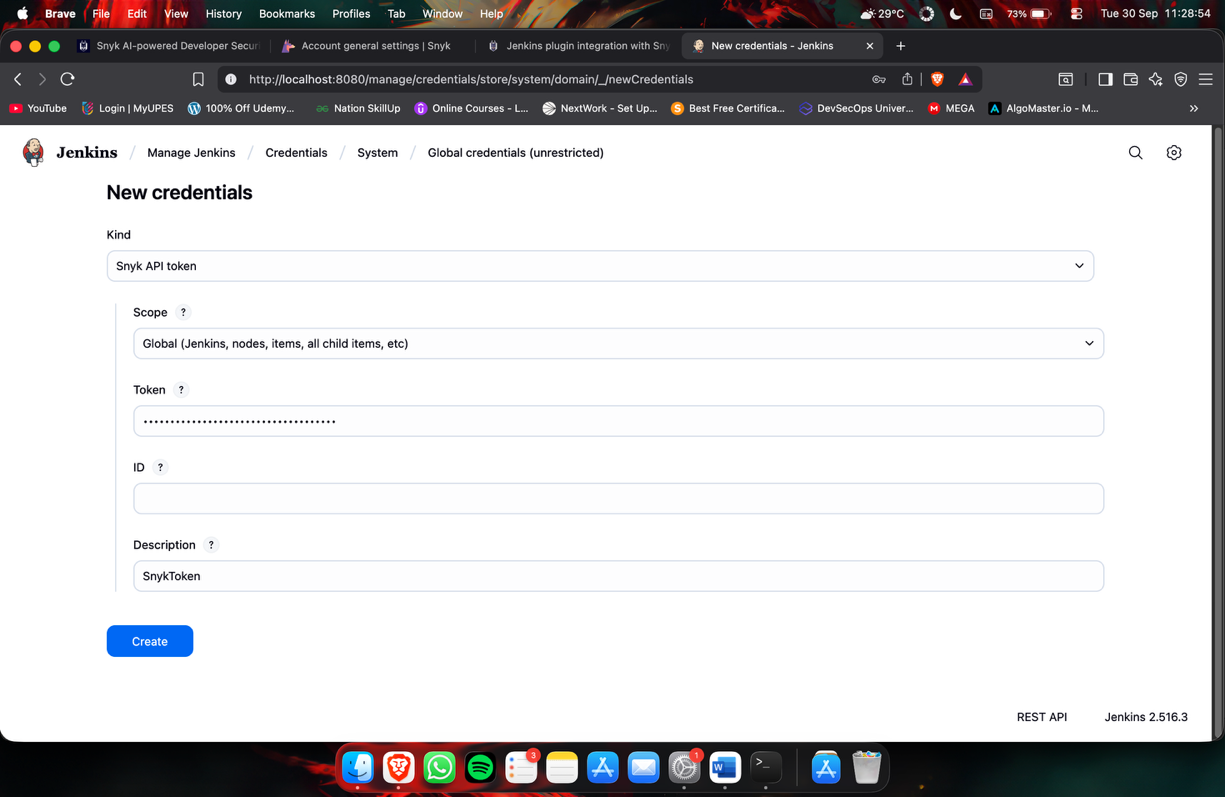 Brave File Edit View History Bookmarks Profiles Tab Window Help 29°C 73% Tue 30 Sep 11:28:54
Snyk AI-powered Developer Secur Account general settings | Snyk Jenkins plugin integration with Sny New credentials - Jenkins
http://localhost:8080/manage/credentials/store/system/domain/_/newCredentials
YouTube Login | MyUPES 100% Off Udemy... Nation SkillUp Online Courses - L... NextWork - Set Up... Best Free Certifica... DevSecOps Univer... MEGA AlgoMaster.io - M... »
Jenkins / Manage Jenkins / Credentials / System / Global credentials (unrestricted)
New credentials
Kind
Snyk API token
Scope ?
Global (Jenkins, nodes, items, all child items, etc)
Token ?
••••••••••••••••••••••••••••••••••••
ID ?
Description ?
SnykToken
Create
REST API Jenkins 2.516.3
3 1